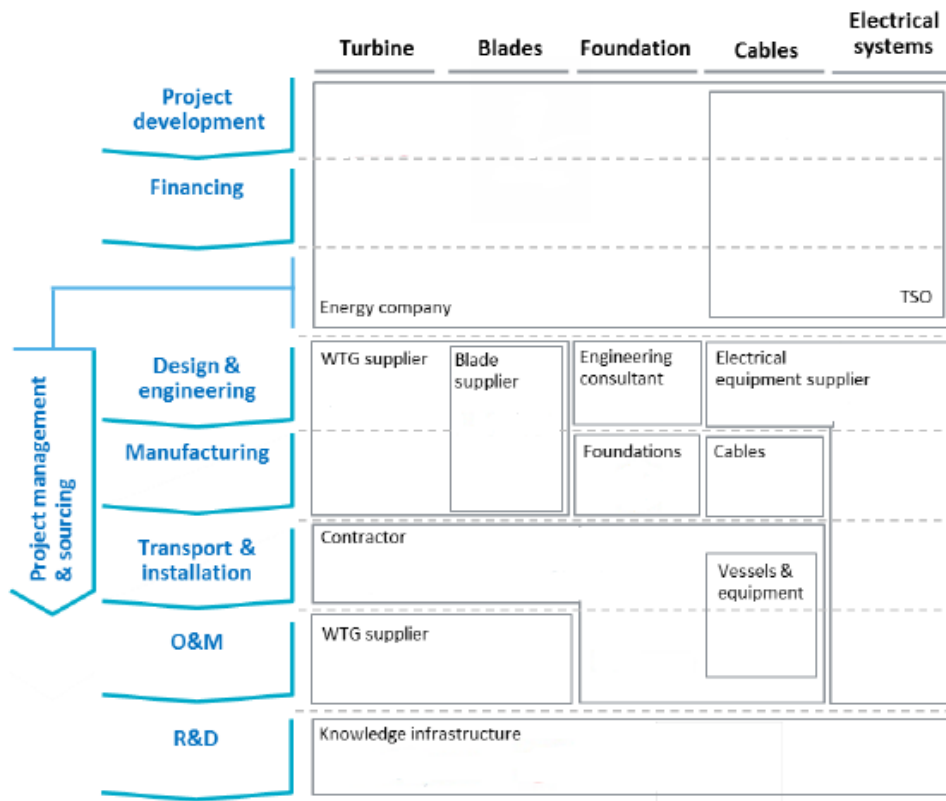 Electrical
systems
Turbine
Blades
Foundation
Cables
Project
development
Financing
Energy company
TSO
Project management
& sourcing
Design &
engineering
WTG supplier
Blade
supplier
Engineering
consultant
Electrical
equipment supplier
Manufacturing
Foundations
Cables
Transport &
installation
Contractor
Vessels &
equipment
O&M
WTG supplier
R&D
Knowledge infrastructure